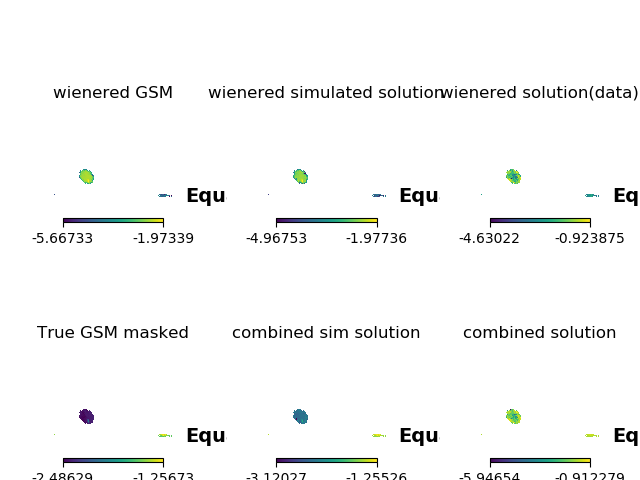 wienered GSM
wienered simulated solution
wienered solution(data)
Equ
Equ
Eq
-5.66733 -1.97339
-4.96753 -1.97736
-4.63022 -0.923875
True GSM masked
combined sim solution
combined solution
Equ
Equ
Eq
-2.48629 -1.25673
-3.12027 -1.25526
-5.94654 -0.912279